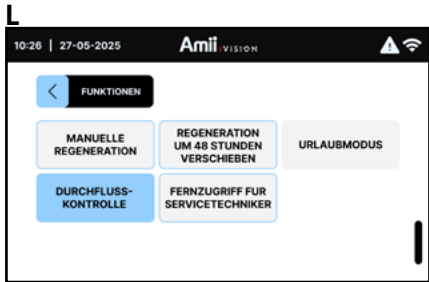 L
10:26 | 27-05-2025
Amii VISION
FUNKTIONEN
MANUELLE
REGENERATION
REGENERATION
UM 48 STUNDEN
VERSCHIEBEN
URLAUBMODUS
DURCHFLUSS-
KONTROLLE
FERNZUGRIFF FUR
SERVICETECHNIKER